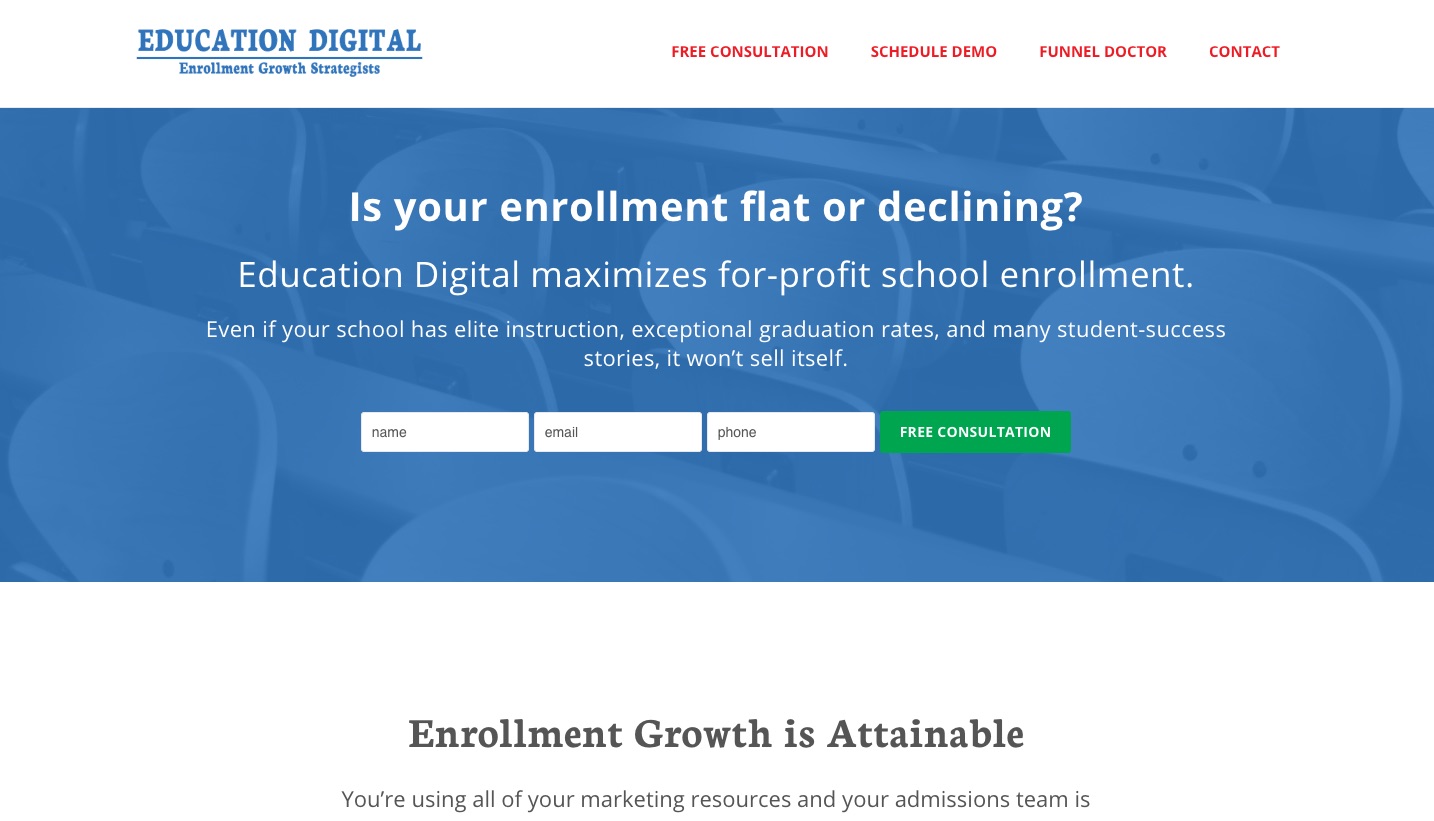 EDUCATION DIGITAL
Enrollment Growth Strategists
FREE CONSULTATION SCHEDULE DEMO FUNNEL DOCTOR CONTACT
Is your enrollment flat or declining?
Education Digital maximizes for-profit school enrollment.
Even if your school has elite instruction, exceptional graduation rates, and many student-success
stories, it won’t sell itself.
name email phone FREE CONSULTATION
Enrollment Growth is Attainable
You’re using all of your marketing resources and your admissions team is